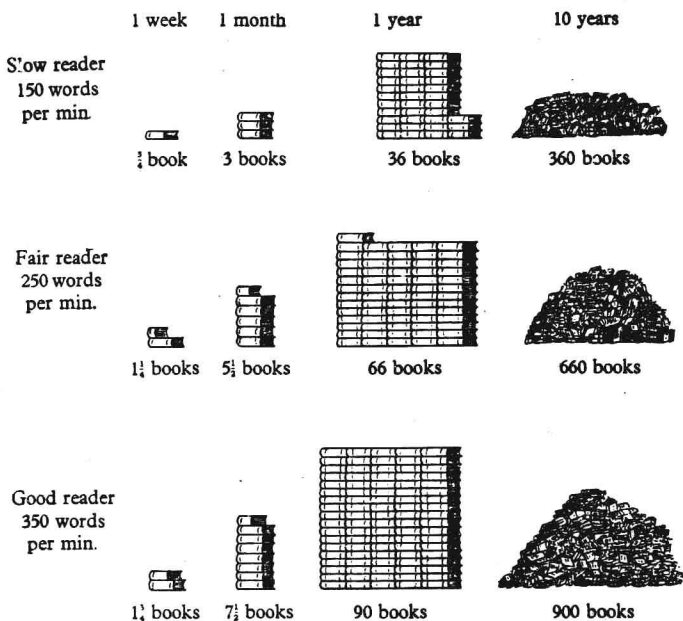 1 week 1 month 1 year 10 years
Slow reader
150 words
per min.
¾ book 3 books 36 books 360 books
Fair reader
250 words
per min.
1¼ books 5½ books 66 books 660 books
Good reader
350 words
per min.
1¾ books 7½ books 90 books 900 books